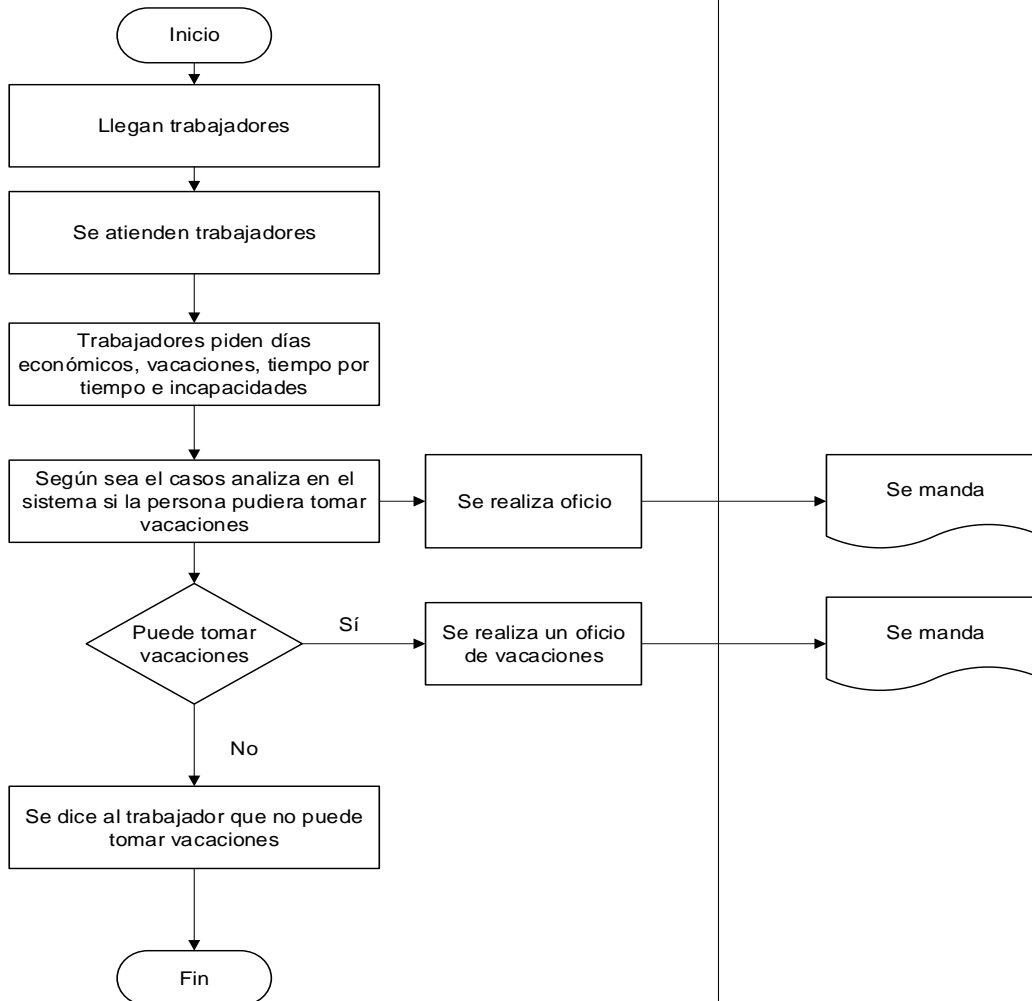 Inicio
Llegan trabajadores
Se atienden trabajadores
Trabajadores piden días
económicos, vacaciones, tiempo por
tiempo e incapacidades
Según sea el casos analiza en el
sistema si la persona pudiera tomar
vacaciones
Se realiza oficio
Se manda
Puede tomar
vacaciones
Sí
Se realiza un oficio
de vacaciones
Se manda
No
Se dice al trabajador que no puede
tomar vacaciones
Fin